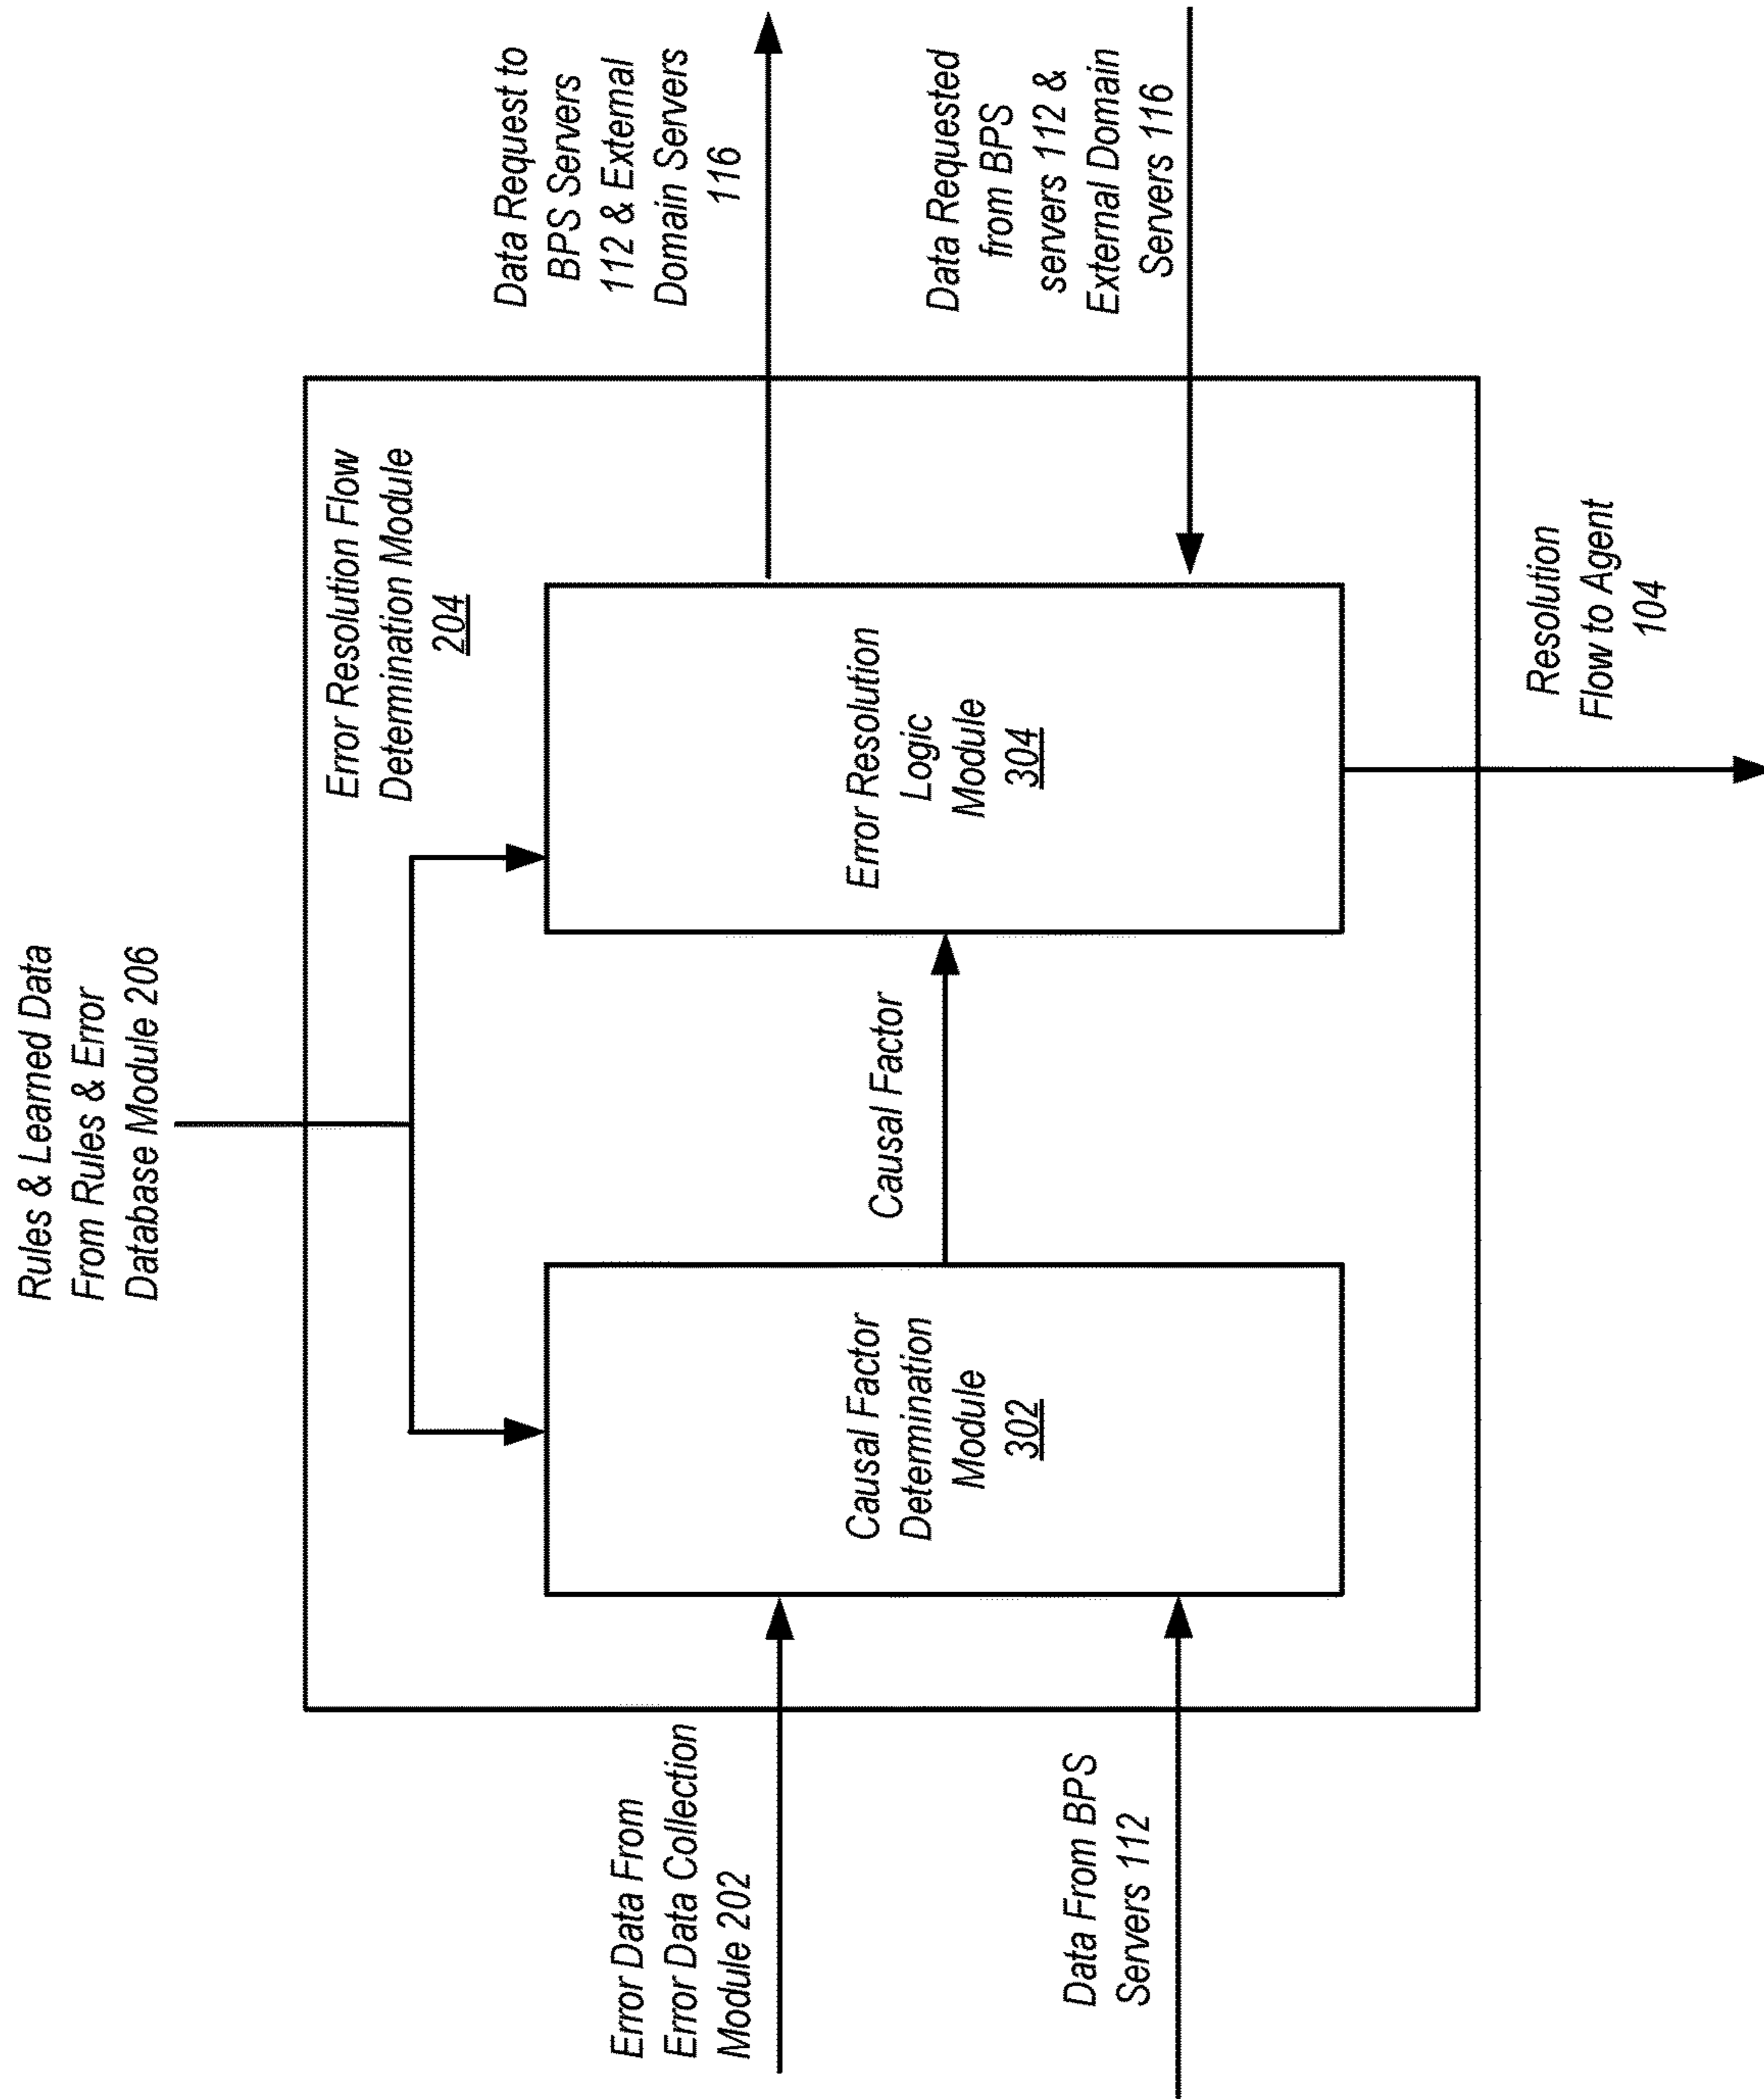 Rules & Learned Data
From Rules & Error
Database Module 206
Error Resolution Flow
Determination Module
204
Error Data From
Error Data Collection
Module 202
Data From BPS
Servers 112
Causal Factor
Determination
Module
302
Causal Factor
Error Resolution
Logic
Module
304
Data Request to
BPS Servers
112 & External
Domain Servers
116
Data Requested
from BPS
servers 112 &
External Domain
Servers 116
Resolution
Flow to Agent
104